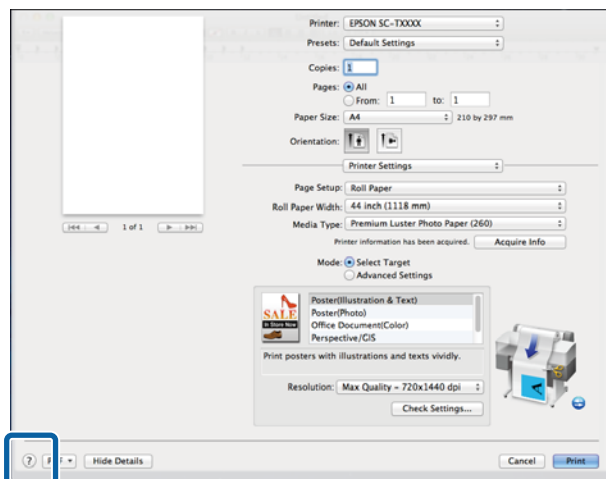 Printer: EPSON SC-TXXXX
Presets: Default Settings
Copies: 1
Pages: All
From: 1 to: 1
Paper Size: A4 210 by 297 mm
Orientation:
Printer Settings
Page Setup: Roll Paper
Roll Paper Width: 44 inch (1118 mm)
1 of 1
Media Type: Premium Luster Photo Paper (260)
Printer information has been acquired. Acquire Info
Mode: Select Target
Advanced Settings
SALE
In Store Now
Poster(Illustration & Text)
Poster(Photo)
Office Document(Color)
Perspective/GIS
Print posters with illustrations and texts vividly.
Resolution: Max Quality - 720x1440 dpi
Check Settings...
? Hide Details Cancel Print